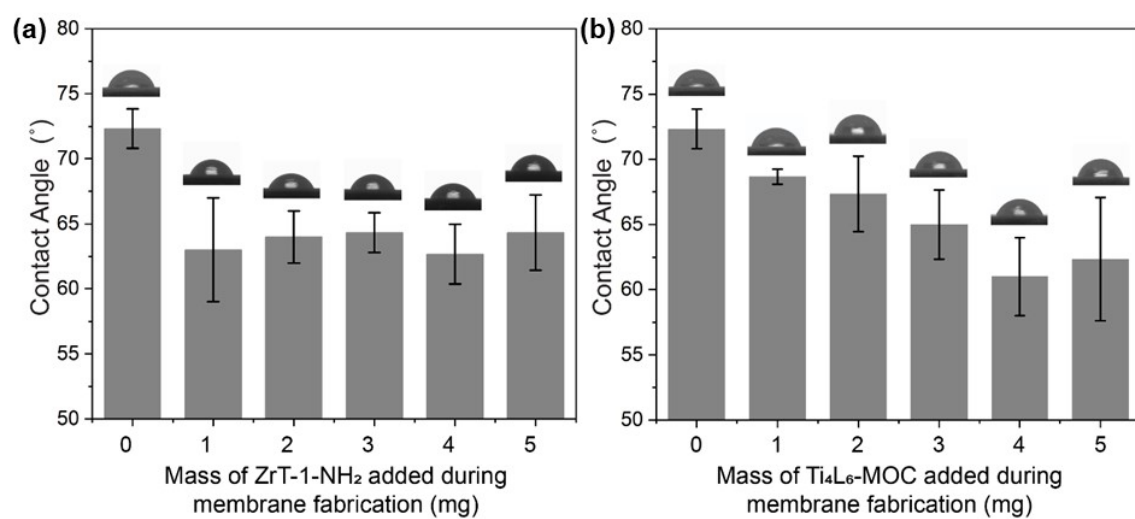 (a)
80
75
70
65
60
55
50
Contact Angle (°)
0 1 2 3 4 5
Mass of ZrT-1-NH₂ added during
membrane fabrication (mg)
(b)
80
75
70
65
60
55
50
Contact Angle (°)
0 1 2 3 4 5
Mass of Ti₄L₆-MOC added during
membrane fabrication (mg)